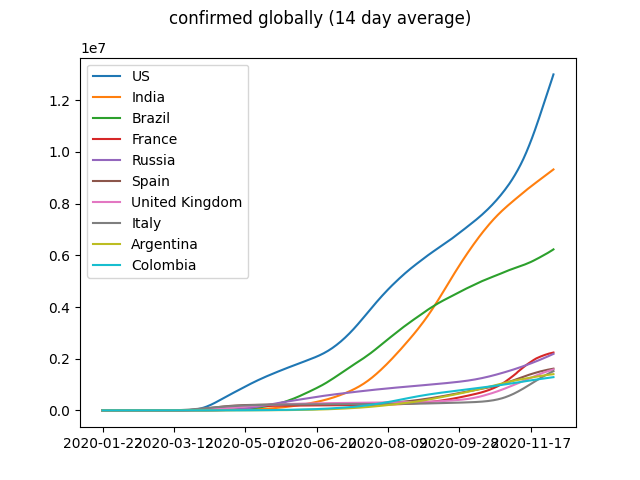 confirmed globally (14 day average)
1e7
1.2
1.0
0.8
0.6
0.4
0.2
0.0
US
India
Brazil
France
Russia
Spain
United Kingdom
Italy
Argentina
Colombia
2020-01-22 2020-03-12 2020-05-01 2020-06-20 2020-08-09 2020-09-28 2020-11-17